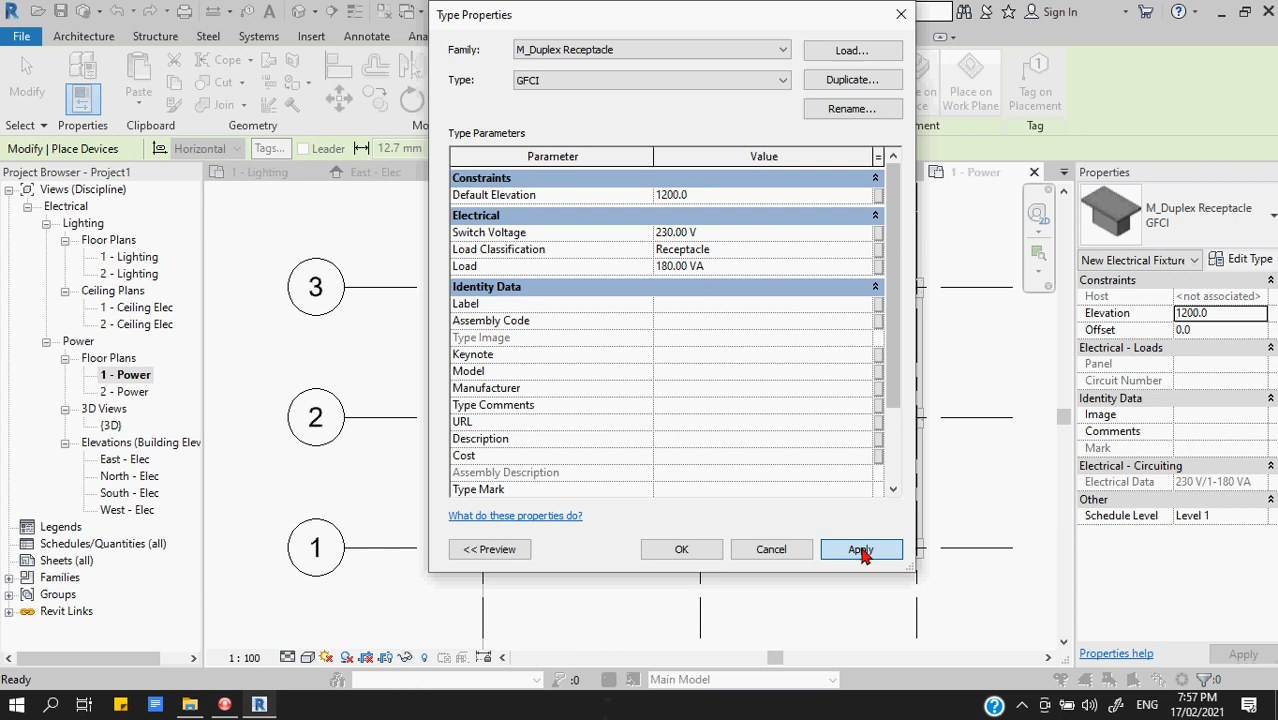 Type Properties
Sign In
File
Architecture
Structure
Steel
Systems
Insert
Annotate
Family:
M_Duplex Receptacle
Load...
Type:
GFCI
Duplicate...
Rename...
Modify
Paste
Cope
Cut
Join
Place on
Work Plane
Tag on
Placement
Select
Properties
Clipboard
Geometry
Tag
Type Parameters
Modify | Place Devices
Horizontal
Tags...
Leader
12.7 mm
Parameter
Value
=
Project Browser - Project1
1 - Lighting
East - Elec
1 - Power
Properties
Views (Discipline)
Electrical
Lighting
Floor Plans
1 - Lighting
2 - Lighting
Ceiling Plans
1 - Ceiling Elec
2 - Ceiling Elec
Power
Floor Plans
1 - Power
2 - Power
3D Views
{3D}
Elevations (Building Elev
East - Elec
North - Elec
South - Elec
West - Elec
Legends
Schedules/Quantities (all)
Sheets (all)
Families
Groups
Revit Links
3
2
1
Constraints
Default Elevation 1200.0
Electrical
Switch Voltage 230.00 V
Load Classification Receptacle
Load 180.00 VA
Identity Data
Label
Assembly Code
Type Image
Keynote
Model
Manufacturer
Type Comments
URL
Description
Cost
Assembly Description
Type Mark
What do these properties do?
<< Preview
OK
Cancel
Apply
2D
M_Duplex Receptacle
GFCI
New Electrical Fixture
Edit Type
Constraints
Host <not associated>
Elevation 1200.0
Offset 0.0
Electrical - Loads
Panel
Circuit Number
Identity Data
Image
Comments
Mark
Electrical - Circuiting
Electrical Data 230 V/1-180 VA
Other
Schedule Level Level 1
Properties help
Apply
1 : 100
Ready
:0
Main Model
:0
ENG
7:57 PM
17/02/2021